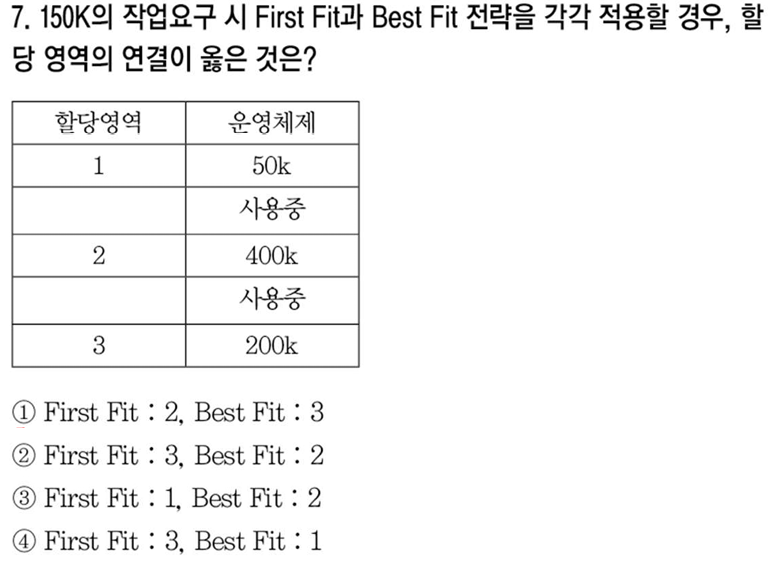 7. 150K의 작업요구 시 First Fit과 Best Fit 전략을 각각 적용할 경우, 할
당 영역의 연결이 옳은 것은?
할당영역 운영체제
1 50k
사용중
2 400k
사용중
3 200k
① First Fit : 2, Best Fit : 3
② First Fit : 3, Best Fit : 2
③ First Fit : 1, Best Fit : 2
④ First Fit : 3, Best Fit : 1